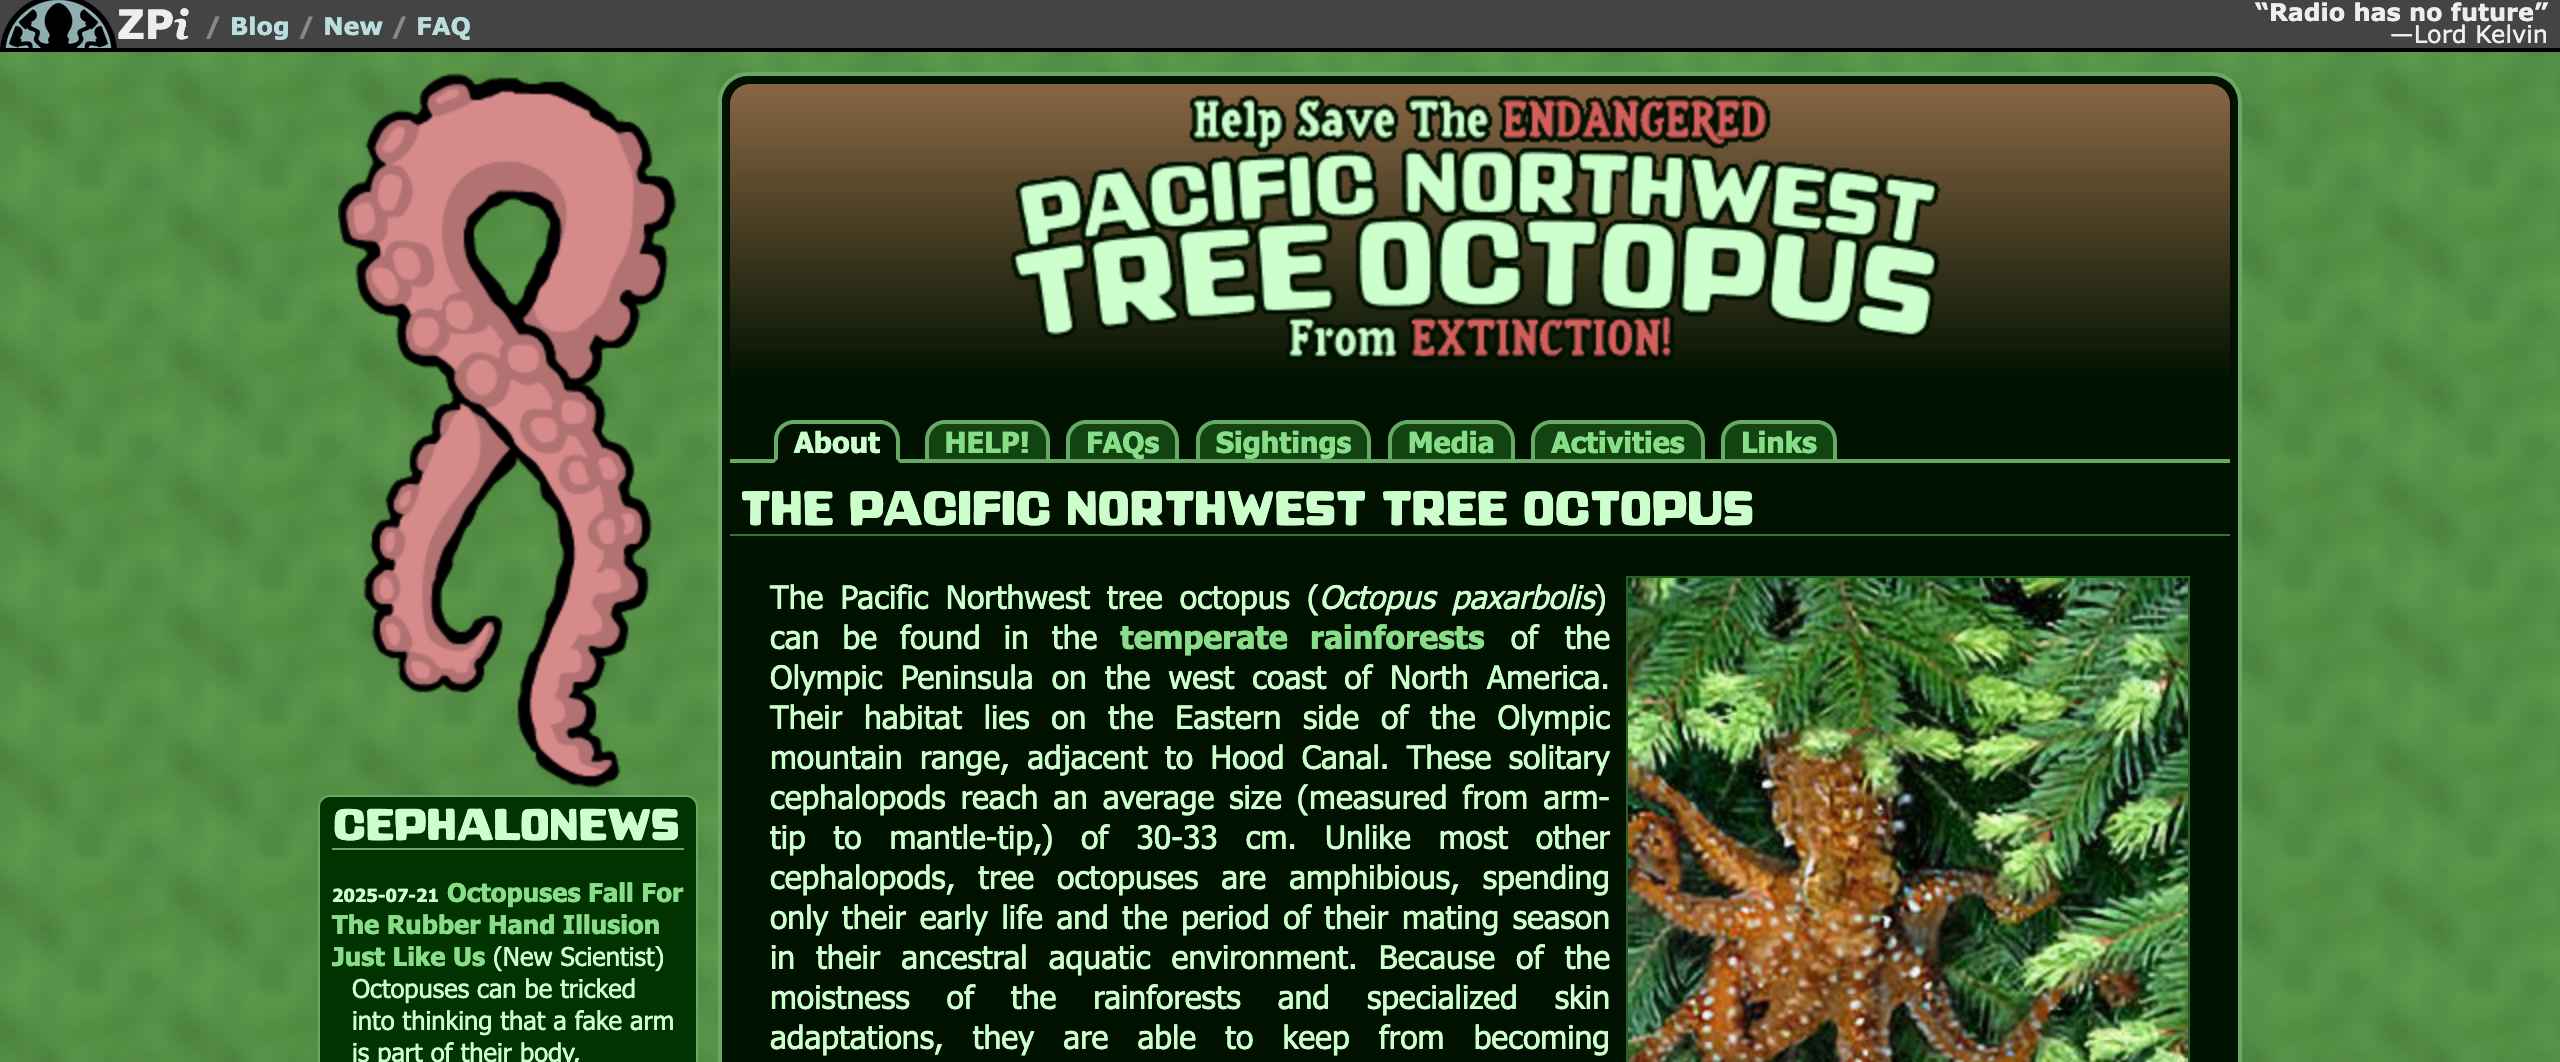 ZPi / Blog / New / FAQ
“Radio has no future”
—Lord Kelvin
Help Save The ENDANGERED
PACIFIC NORTHWEST
TREE OCTOPUS
From EXTINCTION!
About
HELP!
FAQs
Sightings
Media
Activities
Links
THE PACIFIC NORTHWEST TREE OCTOPUS
The Pacific Northwest tree octopus (Octopus paxarbolis)
can be found in the temperate rainforests of the
Olympic Peninsula on the west coast of North America.
Their habitat lies on the Eastern side of the Olympic
mountain range, adjacent to Hood Canal. These solitary
cephalopods reach an average size (measured from arm-
tip to mantle-tip,) of 30-33 cm. Unlike most other
cephalopods, tree octopuses are amphibious, spending
only their early life and the period of their mating season
in their ancestral aquatic environment. Because of the
moistness of the rainforests and specialized skin
adaptations, they are able to keep from becoming
CEPHALONEWS
2025-07-21 Octopuses Fall For
The Rubber Hand Illusion
Just Like Us (New Scientist)
Octopuses can be tricked
into thinking that a fake arm
is part of their body,